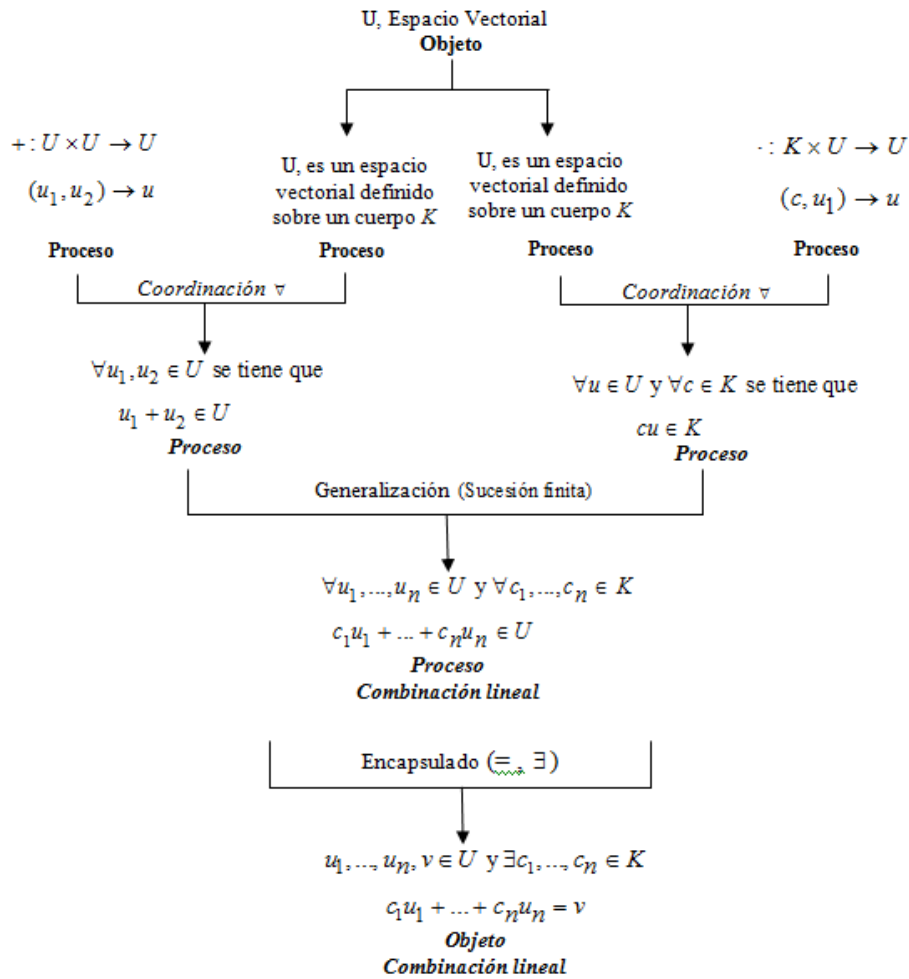 U, Espacio Vectorial
Objeto
+ : U × U → U
(u₁, u₂) → u
Proceso
U, es un espacio
vectorial definido
sobre un cuerpo K
Proceso
U, es un espacio
vectorial definido
sobre un cuerpo K
Proceso
· : K × U → U
(c, u₁) → u
Proceso
Coordinación ∀
Coordinación ∀
∀u₁, u₂ ∈ U se tiene que
u₁ + u₂ ∈ U
Proceso
∀u ∈ U y ∀c ∈ K se tiene que
cu ∈ K
Proceso
Generalización (Sucesión finita)
∀u₁, ..., uₙ ∈ U y ∀c₁, ..., cₙ ∈ K
c₁u₁ + ... + cₙuₙ ∈ U
Proceso
Combinación lineal
Encapsulado (=, ∃)
u₁, ..., uₙ, v ∈ U y ∃c₁, ..., cₙ ∈ K
c₁u₁ + ... + cₙuₙ = v
Objeto
Combinación lineal